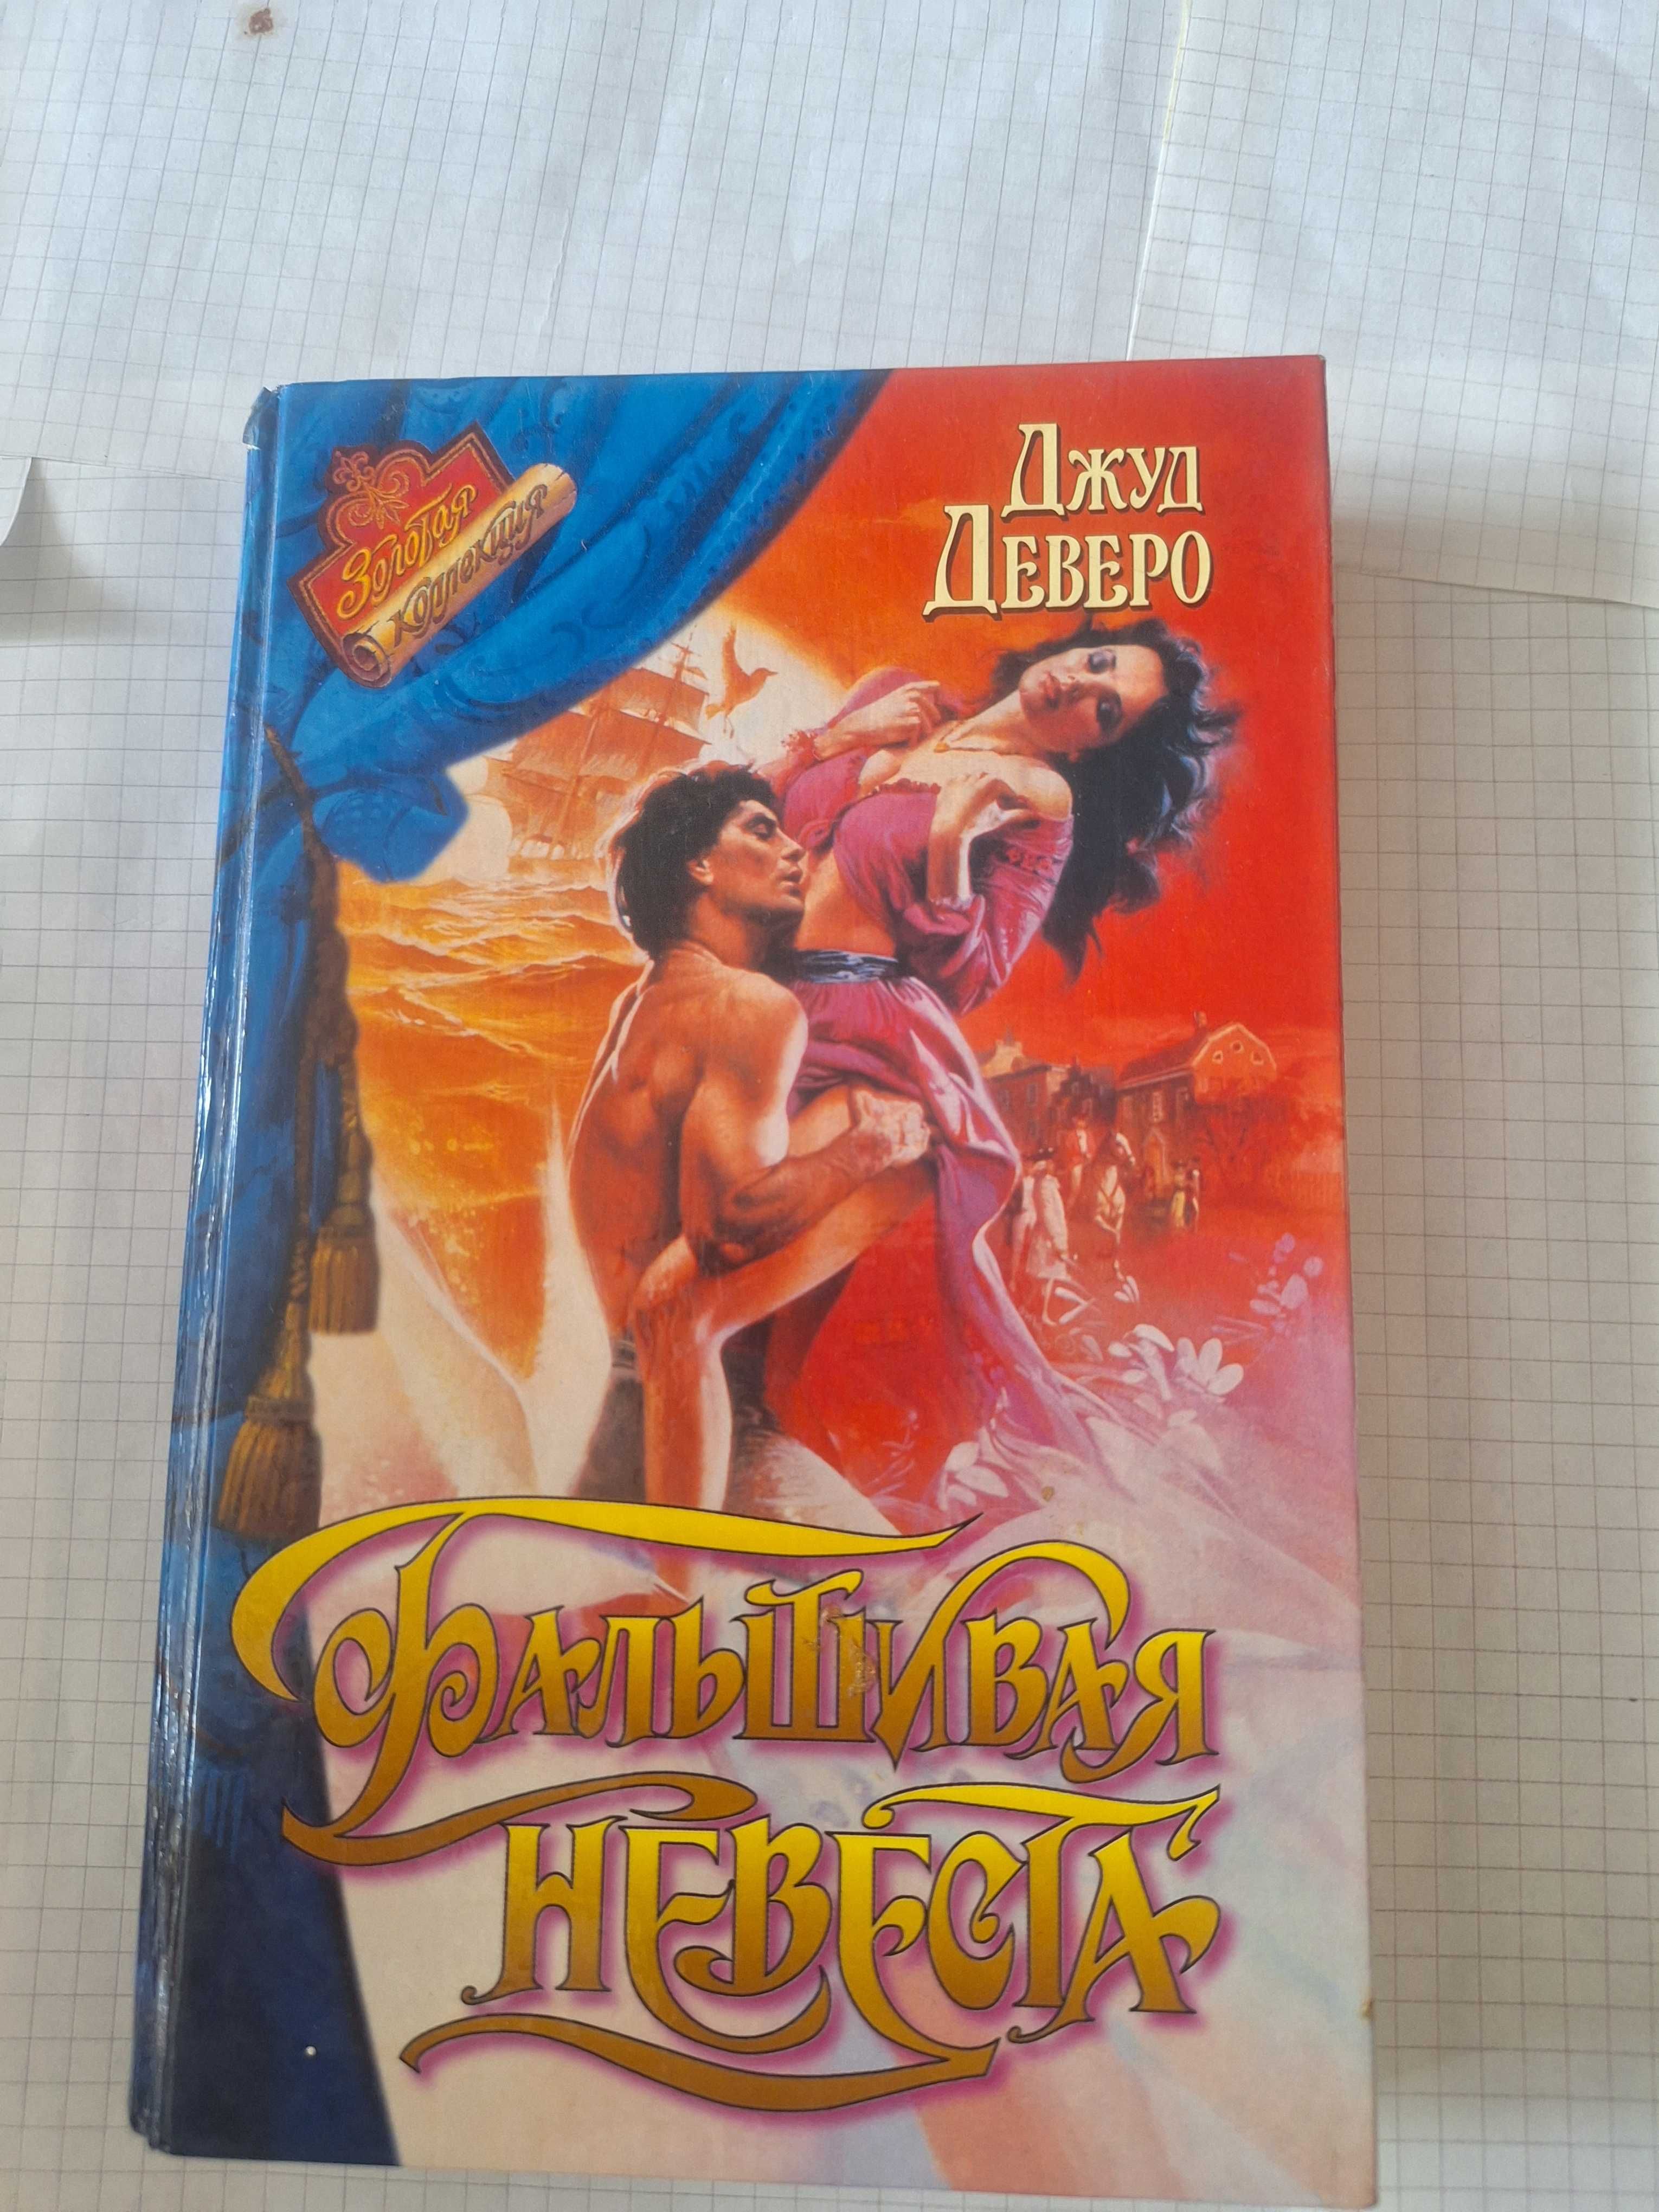 Золотая
коллекция
Джуд
Деверо
Фальшивая
невеста